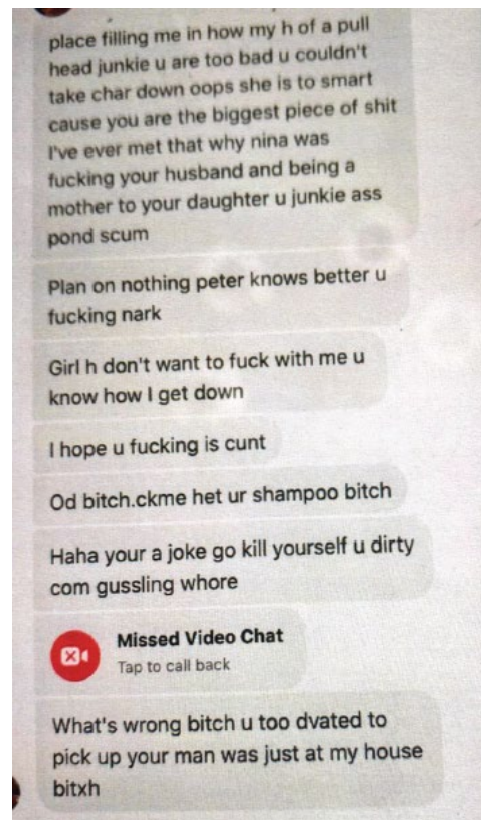 place filling me in how my h of a pull
head junkie u are too bad u couldn't
take char down oops she is to smart
cause you are the biggest piece of shit
I've ever met that why nina was
fucking your husband and being a
mother to your daughter u junkie ass
pond scum
Plan on nothing peter knows better u
fucking nark
Girl h don't want to fuck with me u
know how I get down
I hope u fucking is cunt
Od bitch.ckme het ur shampoo bitch
Haha your a joke go kill yourself u dirty
com gussling whore
Missed Video Chat
Tap to call back
What's wrong bitch u too dvated to
pick up your man was just at my house
bitxh